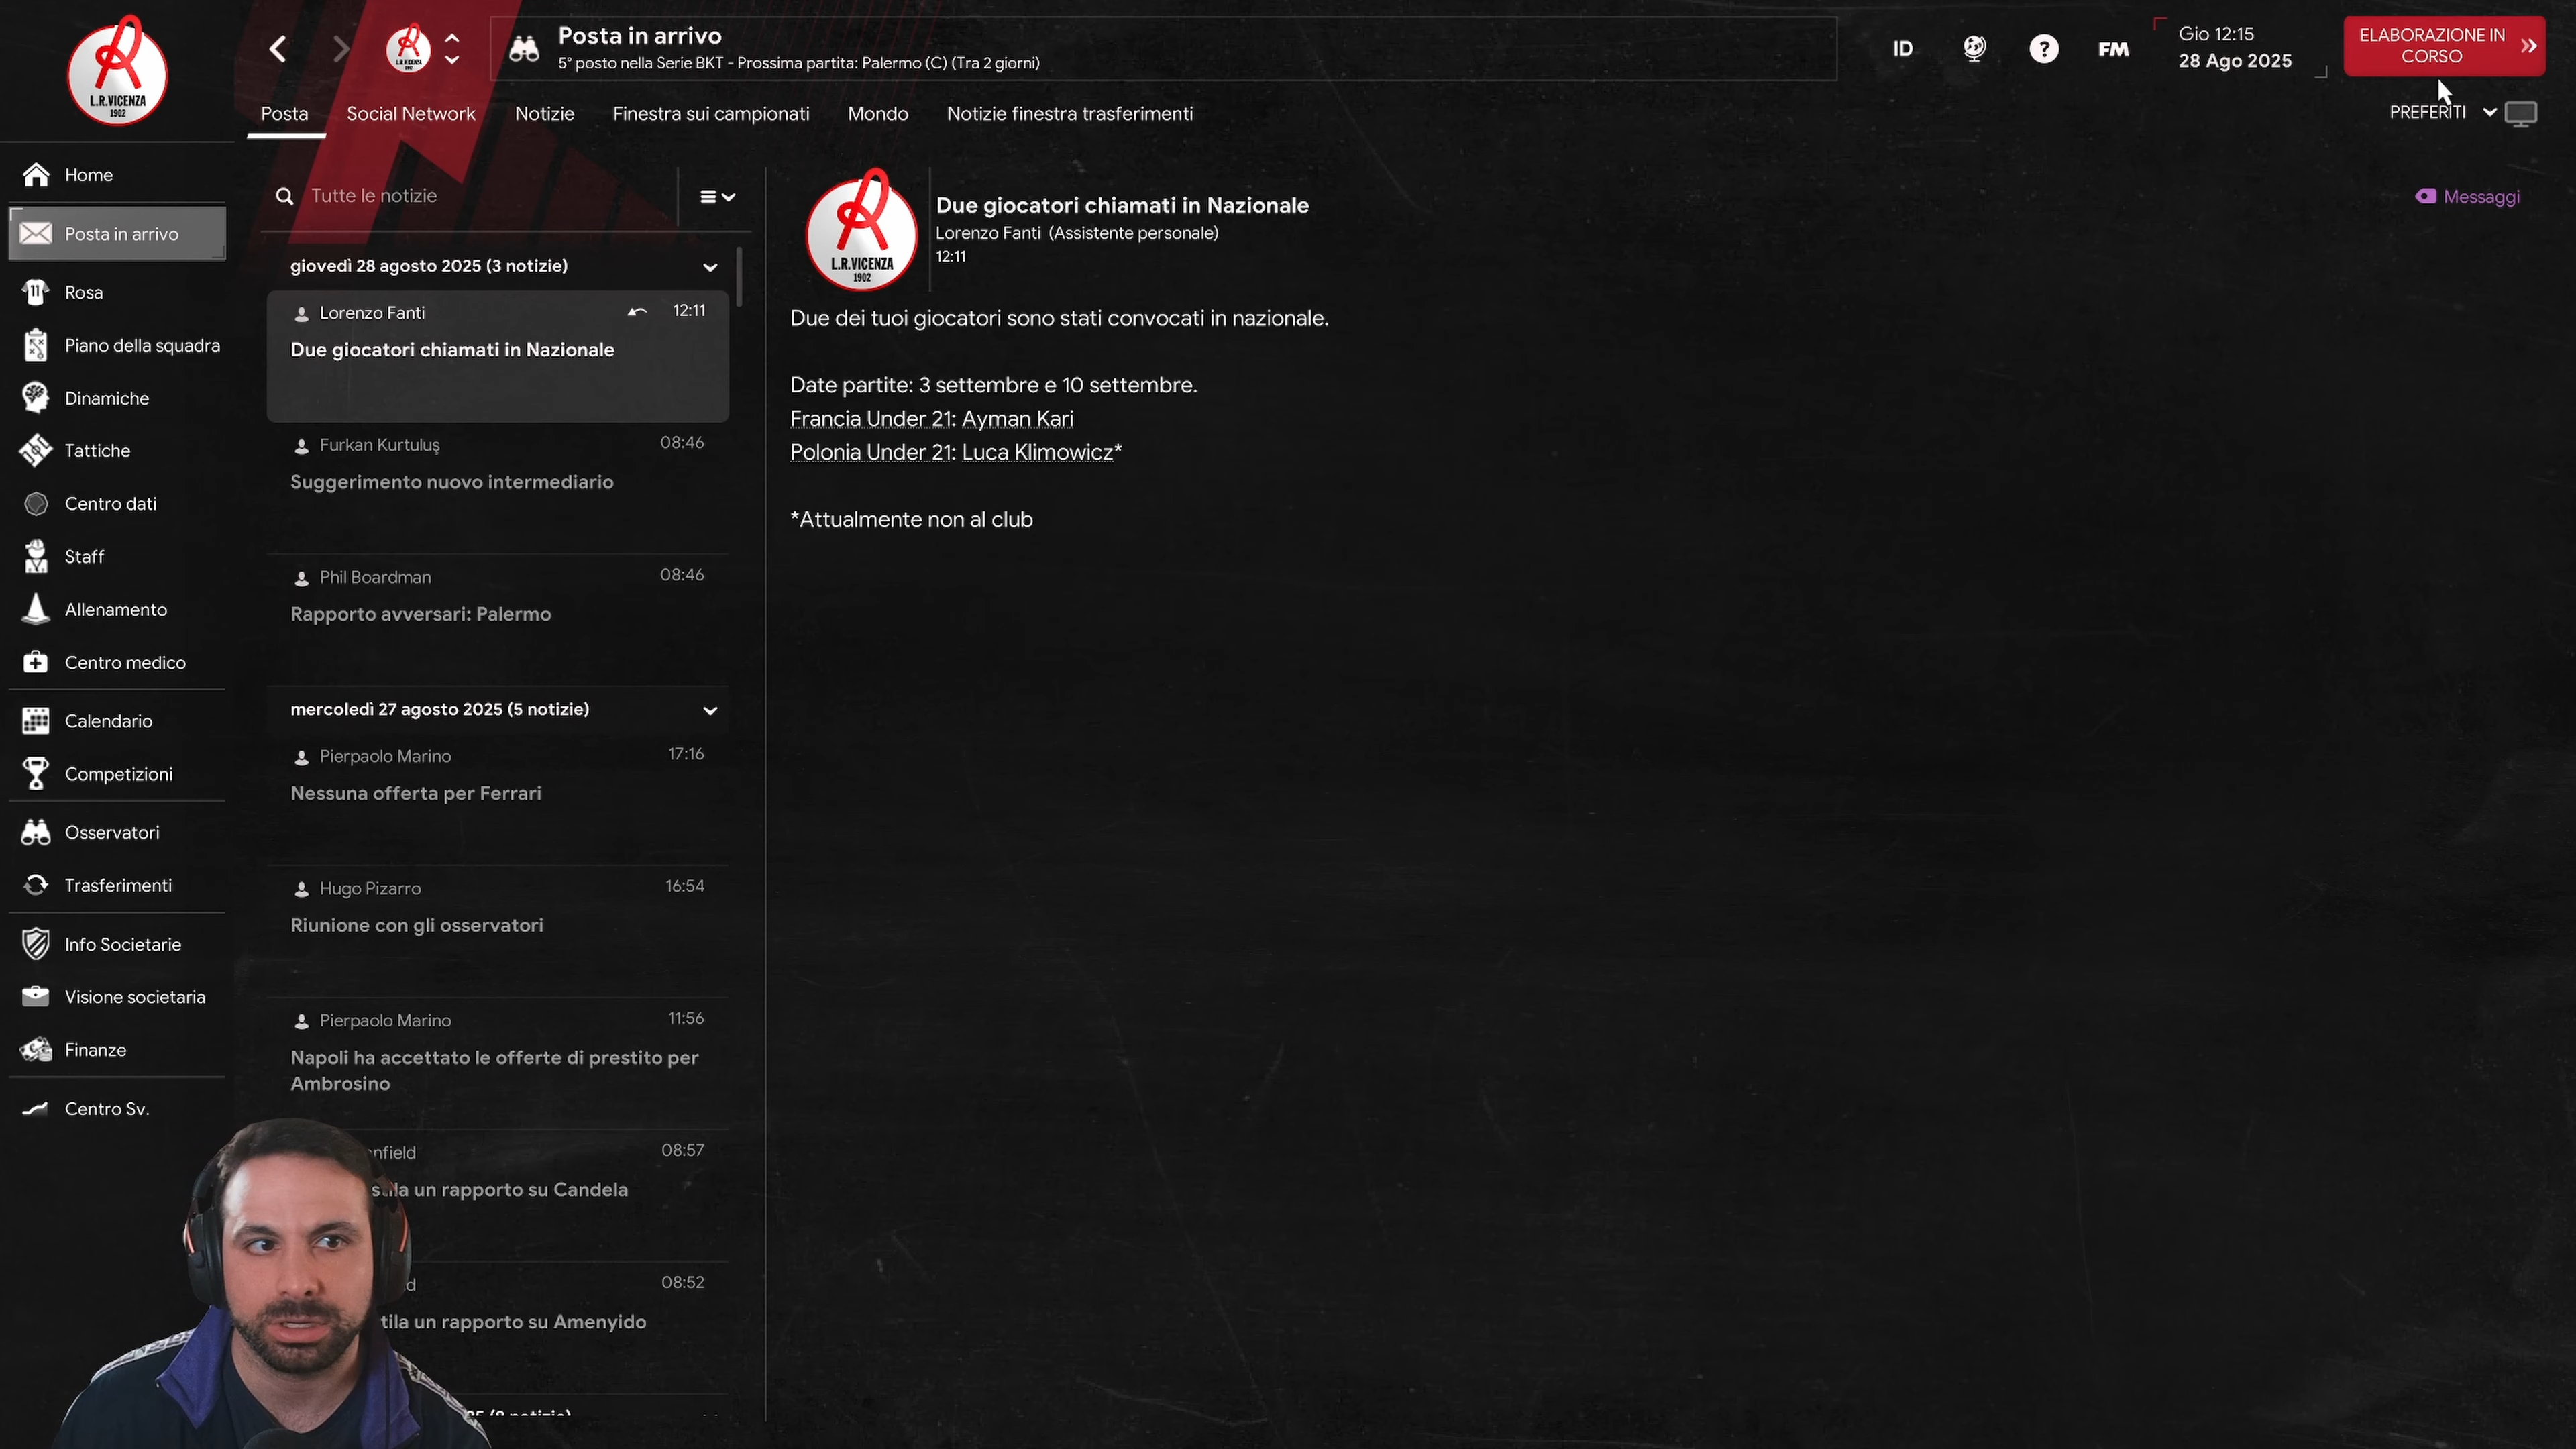 L.R.VICENZA
1902
Posta in arrivo
5° posto nella Serie BKT - Prossima partita: Palermo (C) (Tra 2 giorni)
ID
?
FM
Gio 12:15
28 Ago 2025
ELABORAZIONE IN
CORSO
Posta
Social Network
Notizie
Finestra sui campionati
Mondo
Notizie finestra trasferimenti
PREFERITI
Home
Posta in arrivo
Rosa
Piano della squadra
Dinamiche
Tattiche
Centro dati
Staff
Allenamento
Centro medico
Calendario
Competizioni
Osservatori
Trasferimenti
Info Societarie
Visione societaria
Finanze
Centro Sv.
Tutte le notizie
giovedì 28 agosto 2025 (3 notizie)
Lorenzo Fanti 12:11
Due giocatori chiamati in Nazionale
Furkan Kurtuluş 08:46
Suggerimento nuovo intermediario
Phil Boardman 08:46
Rapporto avversari: Palermo
mercoledì 27 agosto 2025 (5 notizie)
Pierpaolo Marino 17:16
Nessuna offerta per Ferrari
Hugo Pizarro 16:54
Riunione con gli osservatori
Pierpaolo Marino 11:56
Napoli ha accettato le offerte di prestito per
Ambrosino
nfield 08:57
un rapporto su Candela
08:52
tila un rapporto su Amenyido
L.R.VICENZA
1902
Due giocatori chiamati in Nazionale
Lorenzo Fanti (Assistente personale)
12:11
Messaggi
Due dei tuoi giocatori sono stati convocati in nazionale.
Date partite: 3 settembre e 10 settembre.
Francia Under 21: Ayman Kari
Polonia Under 21: Luca Klimowicz*
*Attualmente non al club